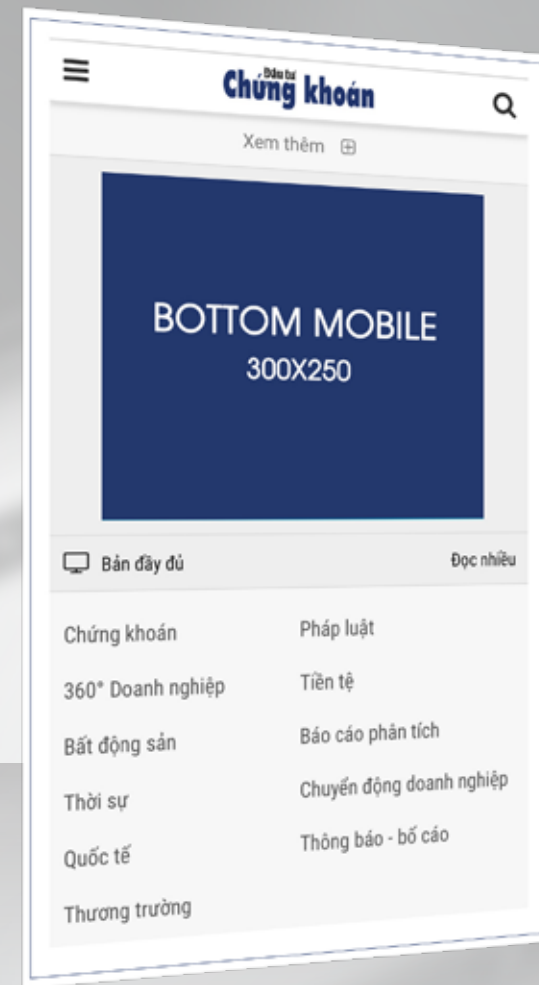 Đầu tư
Chứng khoán
Xem thêm
BOTTOM MOBILE
300X250
Bản đầy đủ
Đọc nhiều
Chứng khoán
Pháp luật
360° Doanh nghiệp
Tiền tệ
Bất động sản
Báo cáo phân tích
Thời sự
Chuyển động doanh nghiệp
Quốc tế
Thông báo - bố cáo
Thương trường